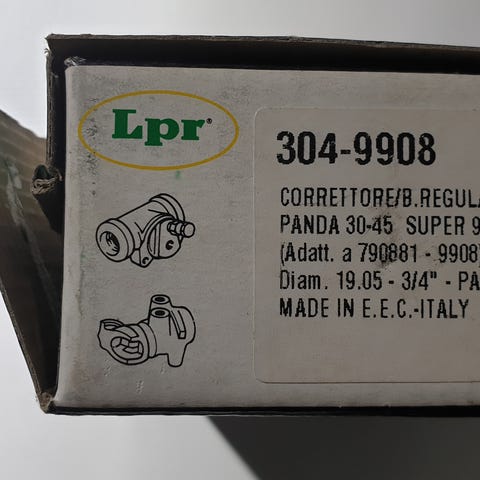 Lpr®
304-9908
CORRETTORE/B.REGULA
PANDA 30-45 SUPER 9
(Adatt. a 790881 - 9908)
Diam. 19.05 - 3/4" - PA
MADE IN E.E.C.-ITALY